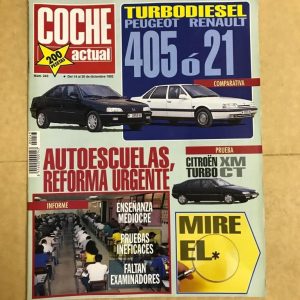 COCHE
actual
200
PESETAS
TURBODIESEL
PEUGEOT RENAULT
405 ó 21
COMPARATIVA
AUTOESCUELAS,
REFORMA URGENTE
INFORME
ENSEÑANZA
MEDIOCRE
PRUEBAS
INEFICACES
FALTAN
EXAMINADORES
PRUEBA
CITROËN XM
TURBO CT
MIRE
EL*